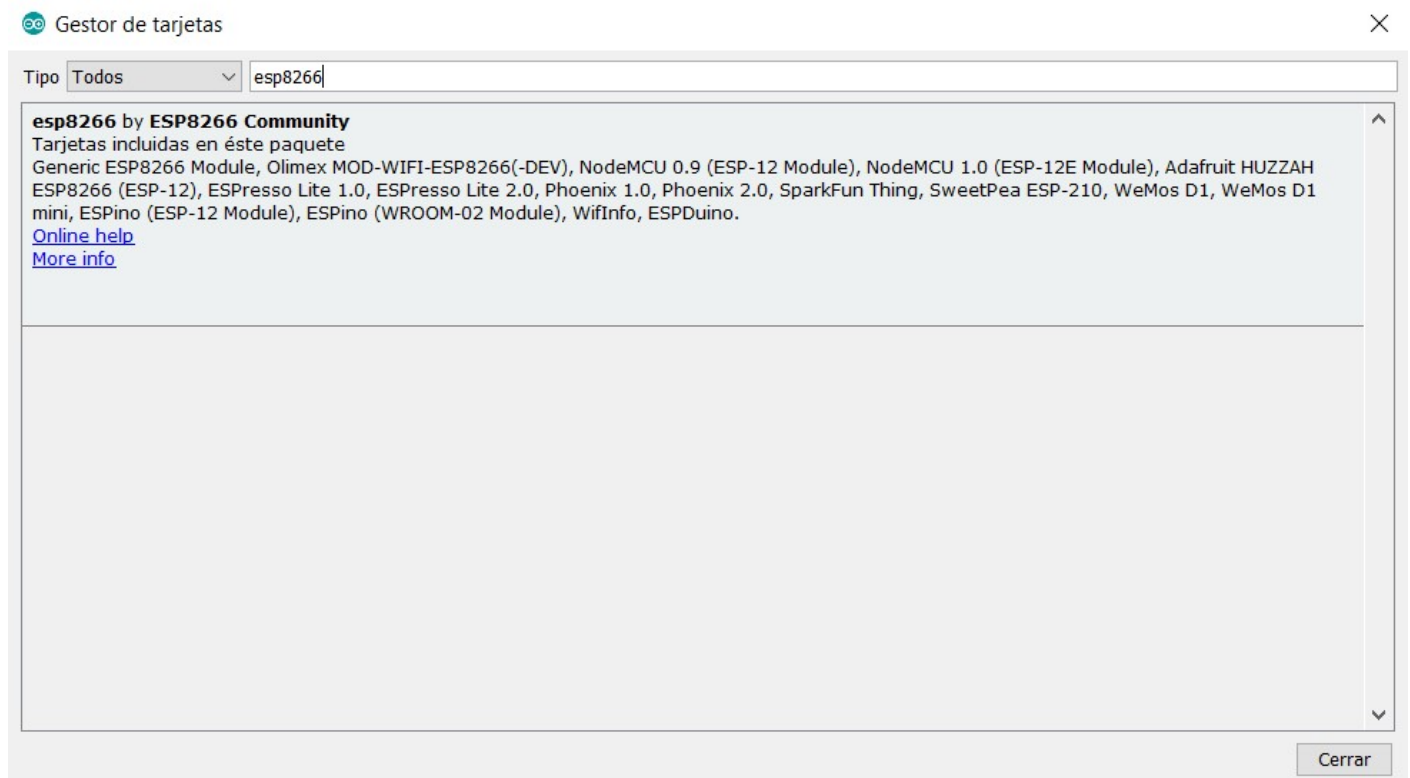 Gestor de tarjetas
Tipo Todos esp8266
esp8266 by ESP8266 Community
Tarjetas incluidas en éste paquete
Generic ESP8266 Module, Olimex MOD-WIFI-ESP8266(-DEV), NodeMCU 0.9 (ESP-12 Module), NodeMCU 1.0 (ESP-12E Module), Adafruit HUZZAH
ESP8266 (ESP-12), ESPresso Lite 1.0, ESPresso Lite 2.0, Phoenix 1.0, Phoenix 2.0, SparkFun Thing, SweetPea ESP-210, WeMos D1, WeMos D1
mini, ESPino (ESP-12 Module), ESPino (WROOM-02 Module), WifInfo, ESPDuino.
Online help
More info
Cerrar